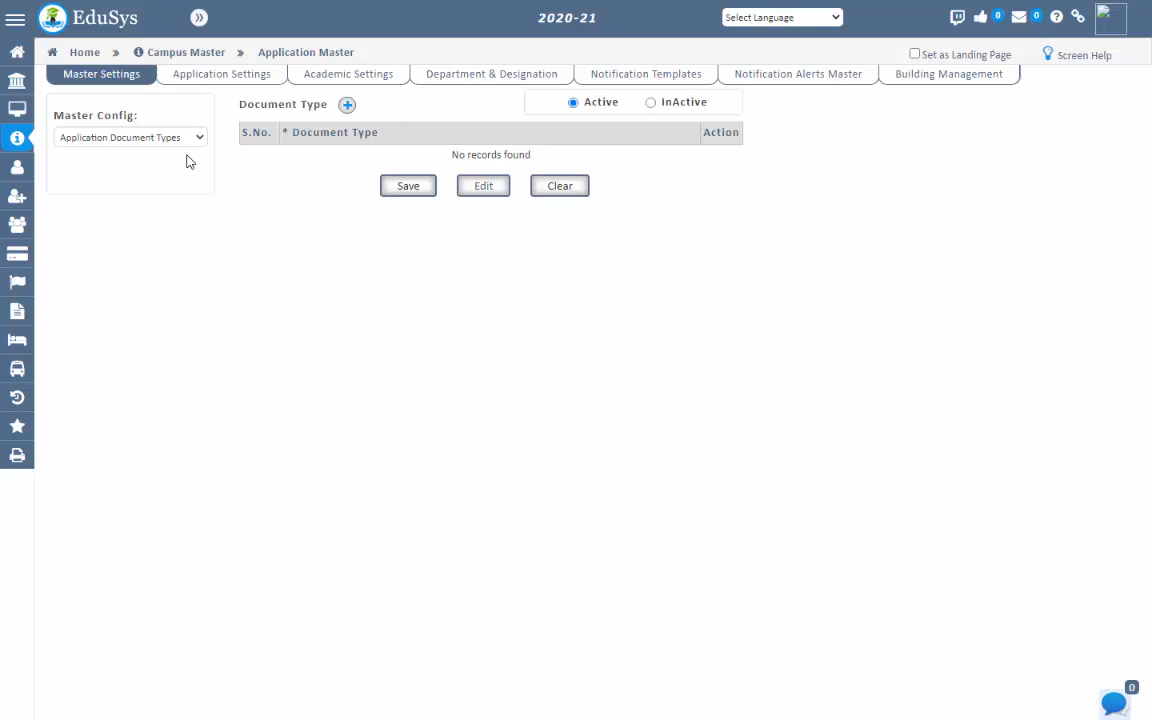 EduSys
2020-21
Select Language
0
0
Home » Campus Master » Application Master
Set as Landing Page
Screen Help
Master Settings
Application Settings
Academic Settings
Department & Designation
Notification Templates
Notification Alerts Master
Building Management
Master Config:
Application Document Types
Document Type
Active
InActive
S.No.
* Document Type
Action
No records found
Save
Edit
Clear
0